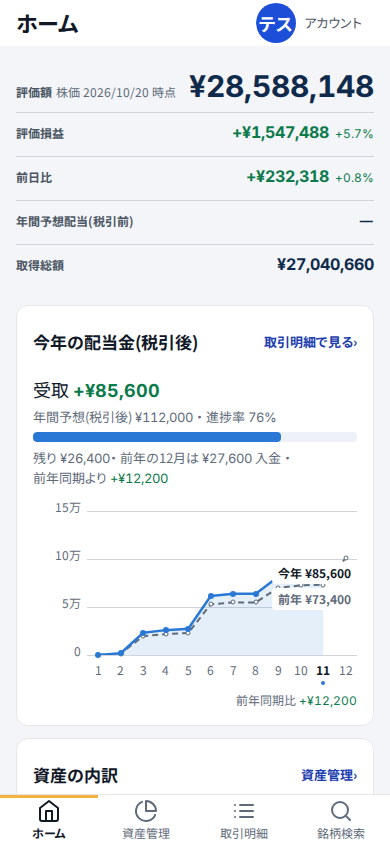 ホーム
テス アカウント
評価額 株価 2026/10/20 時点 ¥28,588,148
評価損益 +¥1,547,488 +5.7%
前日比 +¥232,318 +0.8%
年間予想配当(税引前) —
取得総額 ¥27,040,660
今年の配当金(税引後) 取引明細で見る›
受取 +¥85,600
年間予想(税引後) ¥112,000・進捗率 76%
残り ¥26,400・前年の12月は ¥27,600 入金・
前年同期より +¥12,200
15万
10万
5万
0
今年 ¥85,600
前年 ¥73,400
1 2 3 4 5 6 7 8 9 10 11 12
前年同期比 +¥12,200
資産の内訳 資産管理›
ホーム 資産管理 取引明細 銘柄検索